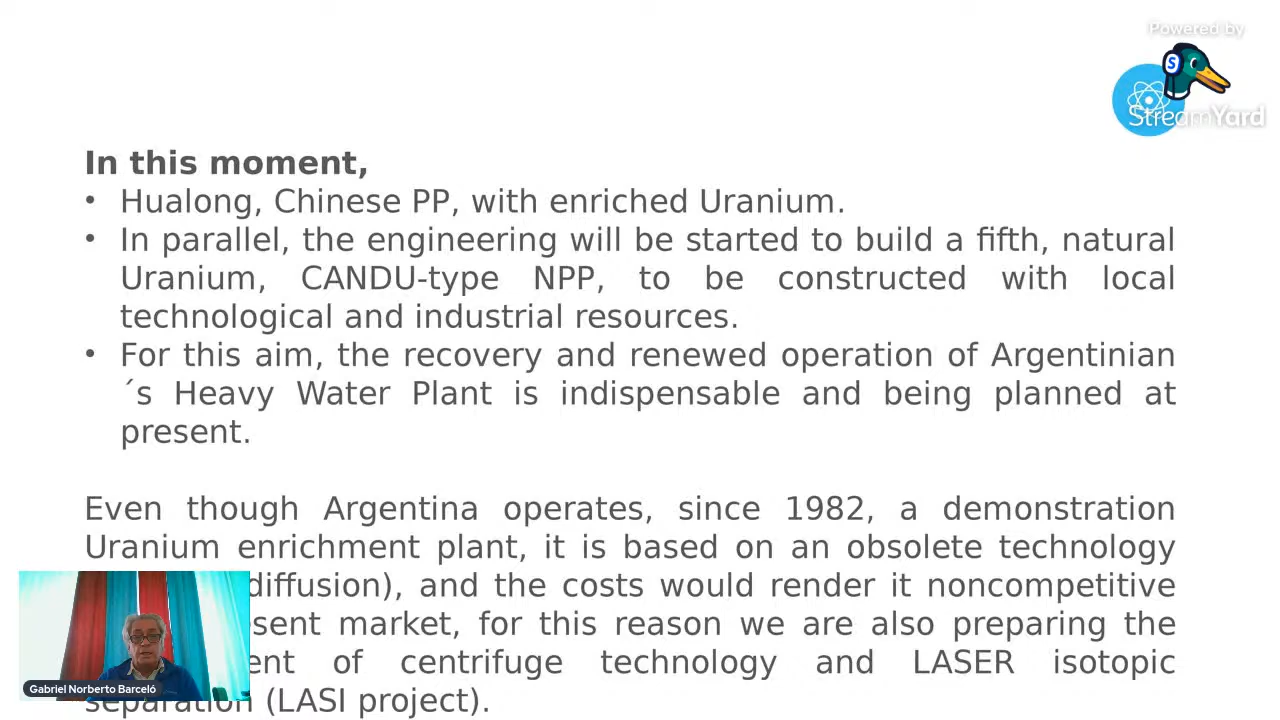 Powered by
StreamYard
In this moment,
• Hualong, Chinese PP, with enriched Uranium.
• In parallel, the engineering will be started to build a fifth, natural
Uranium, CANDU-type NPP, to be constructed with local
technological and industrial resources.
• For this aim, the recovery and renewed operation of Argentinian
´s Heavy Water Plant is indispensable and being planned at
present.
Even though Argentina operates, since 1982, a demonstration
Uranium enrichment plant, it is based on an obsolete technology
diffusion), and the costs would render it noncompetitive
sent market, for this reason we are also preparing the
ent of centrifuge technology and LASER isotopic
separation (LASI project).
Gabriel Norberto Barceló